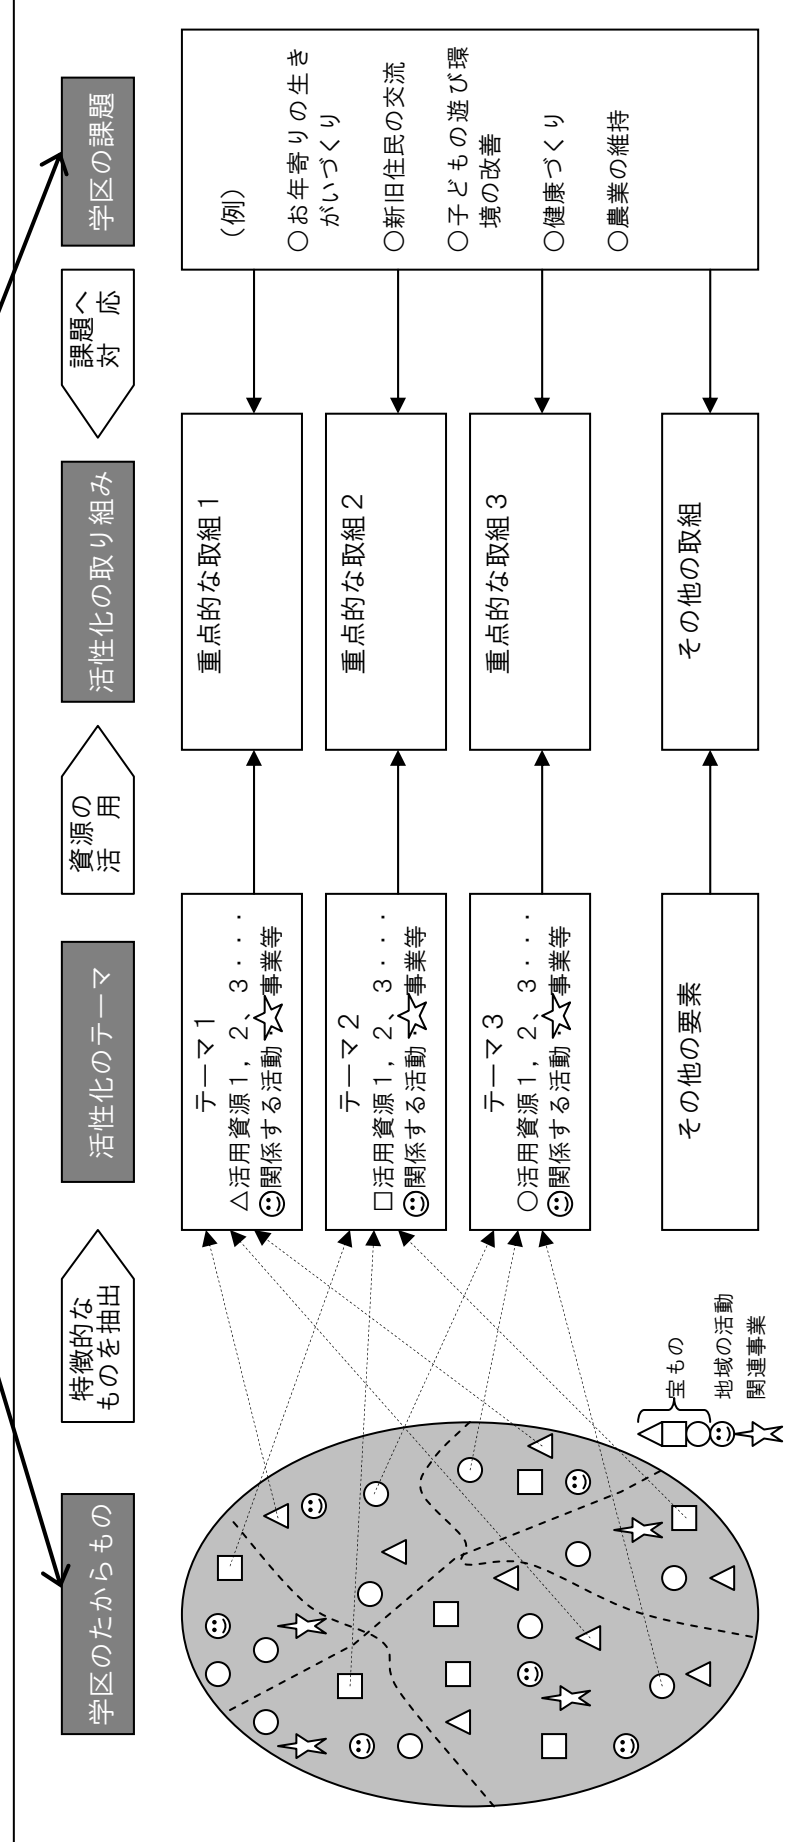 学区のたからもの
特徴的な
ものを抽出
活性化のテーマ
資源の
活　用
活性化の取り組み
課題へ
対　応
学区の課題
宝もの
地域の活動
関連事業
テーマ１
△活用資源１，２、３・・・
関係する活動・☆事業等
テーマ２
□活用資源１，２、３・・・
関係する活動・☆事業等
テーマ３
○活用資源１，２、３・・・
関係する活動・☆事業等
その他の要素
重点的な取組１
重点的な取組２
重点的な取組３
その他の取組
（例）
○お年寄りの生き
がいづくり
○新旧住民の交流
○子どもの遊び環
境の改善
○健康づくり
○農業の維持